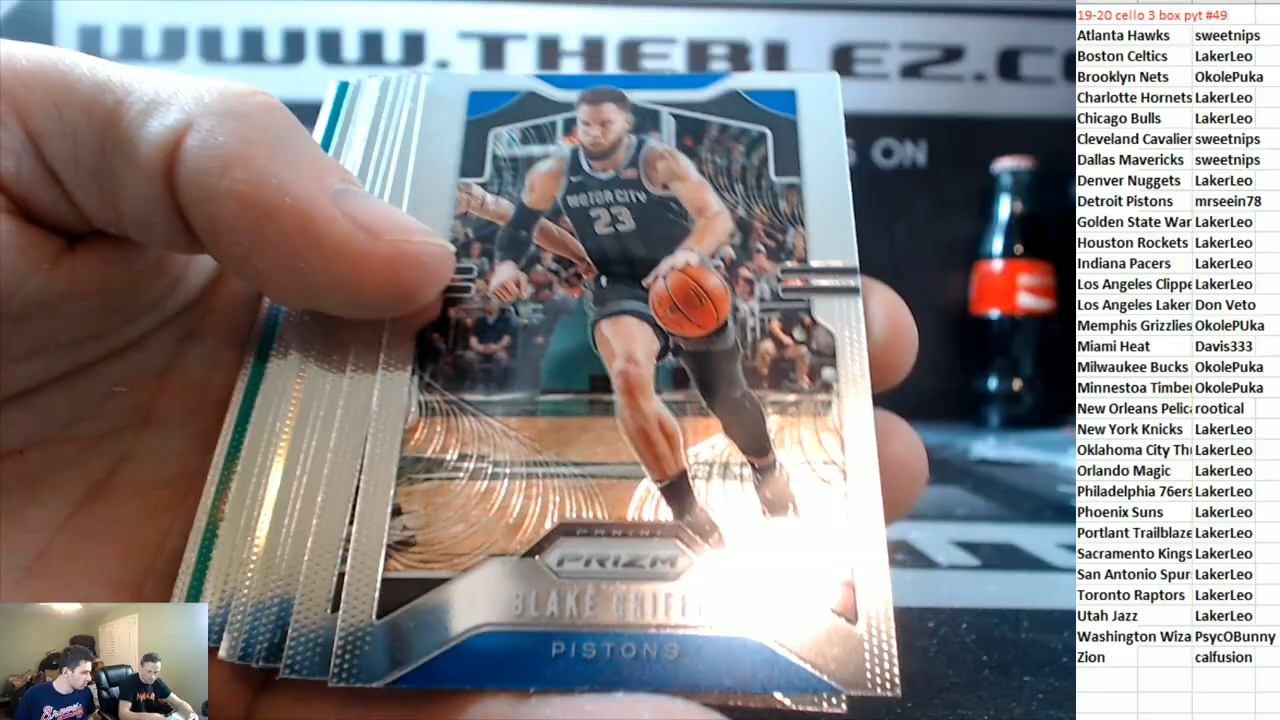 WWW.THEBLEZ.CO
S ON
MOTOR CITY
23
PANINI
PRIZM
BLAKE GRIFF
PISTONS
19-20 cello 3 box pyt #49
Atlanta Hawks sweetnips
Boston Celtics LakerLeo
Brooklyn Nets OkolePuka
Charlotte Hornets LakerLeo
Chicago Bulls LakerLeo
Cleveland Cavalier sweetnips
Dallas Mavericks sweetnips
Denver Nuggets LakerLeo
Detroit Pistons mrseein78
Golden State War LakerLeo
Houston Rockets LakerLeo
Indiana Pacers LakerLeo
Los Angeles Clippe LakerLeo
Los Angeles Laker Don Veto
Memphis Grizzlies OkolePUka
Miami Heat Davis333
Milwaukee Bucks OkolePuka
Minnestoa Timber OkolePuka
New Orleans Pelica rootical
New York Knicks LakerLeo
Oklahoma City Thu LakerLeo
Orlando Magic LakerLeo
Philadelphia 76ers LakerLeo
Phoenix Suns LakerLeo
Portlant Trailblaze LakerLeo
Sacramento Kings LakerLeo
San Antonio Spur LakerLeo
Toronto Raptors LakerLeo
Utah Jazz LakerLeo
Washington Wiza PsycOBunny
Zion calfusion